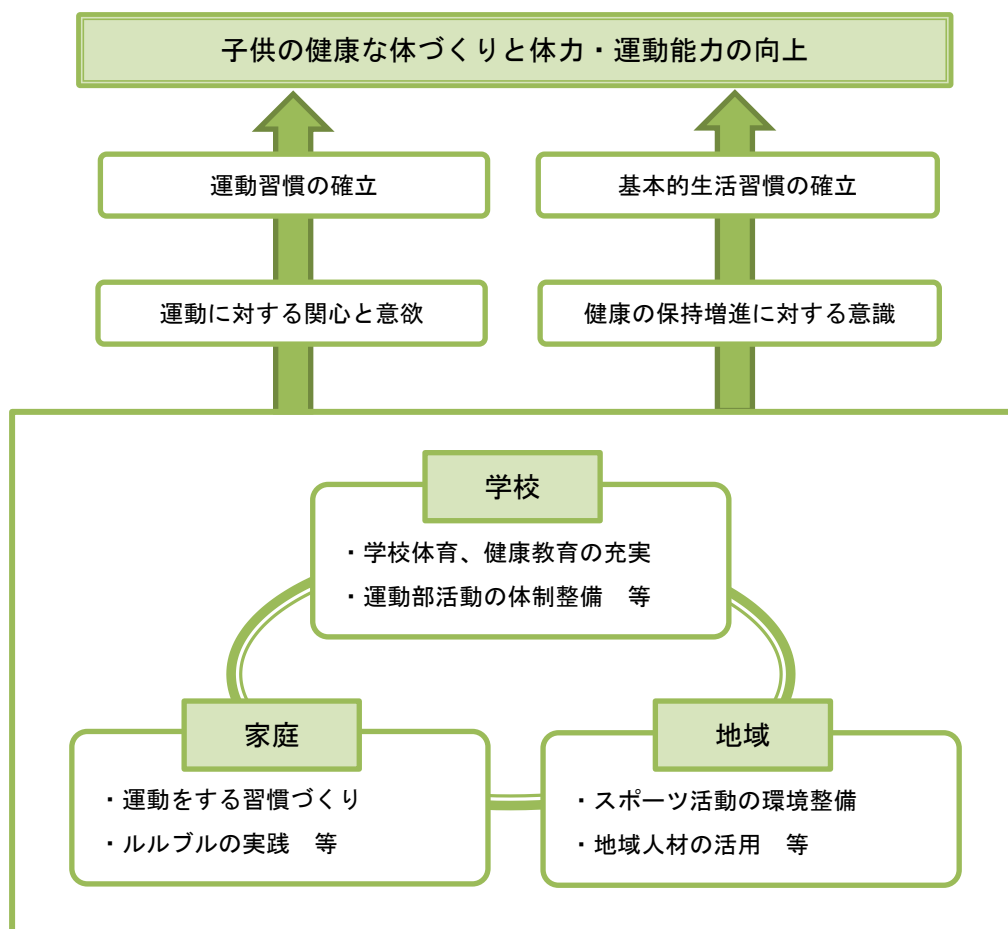 子供の健康な体づくりと体力・運動能力の向上
運動習慣の確立
基本的生活習慣の確立
運動に対する関心と意欲
健康の保持増進に対する意識
学校
・学校体育、健康教育の充実
・運動部活動の体制整備　等
家庭
・運動をする習慣づくり
・ルルブルの実践　等
地域
・スポーツ活動の環境整備
・地域人材の活用　等